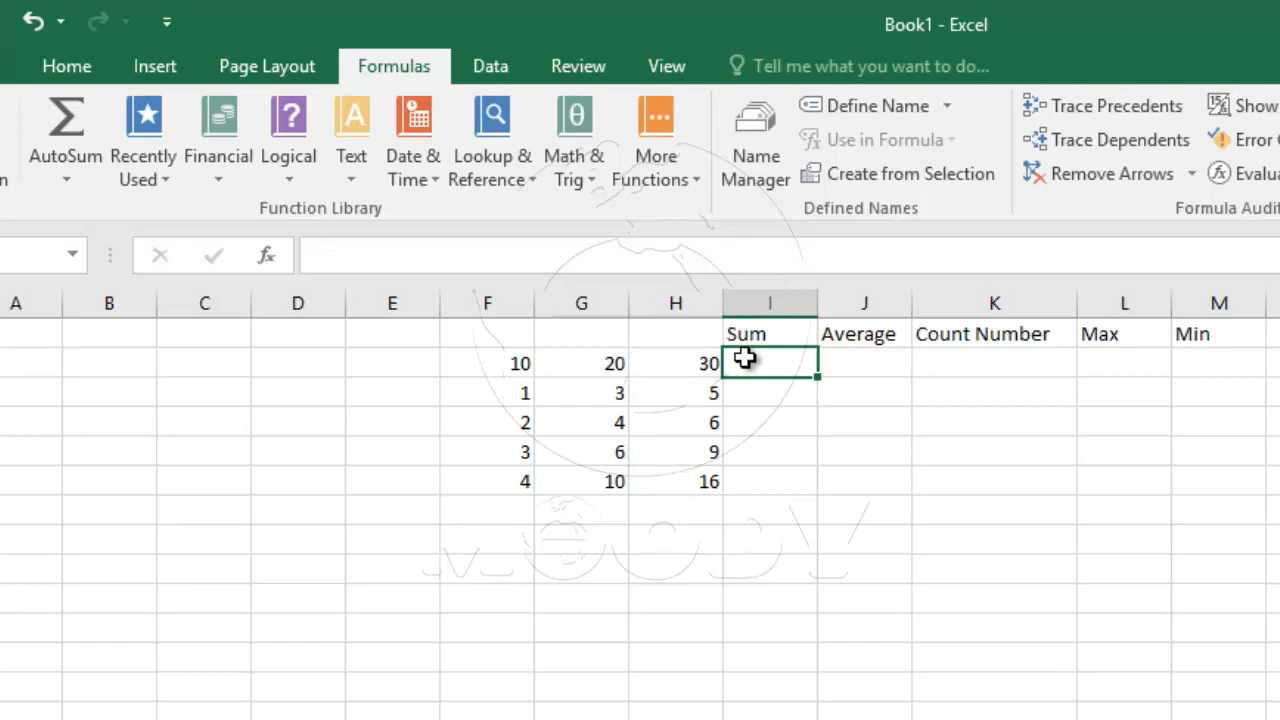 Book1 - Excel
Home Insert Page Layout Formulas Data Review View Tell me what you want to do...
AutoSum Recently Used Financial Logical Text Date & Time Lookup & Reference Math & Trig More Functions
Function Library
Name Manager
Define Name
Use in Formula
Create from Selection
Defined Names
Trace Precedents Show
Trace Dependents Error
Remove Arrows
Formula
fx
A B C D E F G H I J K L M
Sum Average Count Number Max Min
10 20 30
1 3 5
2 4 6
3 6 9
4 10 16
MOODY